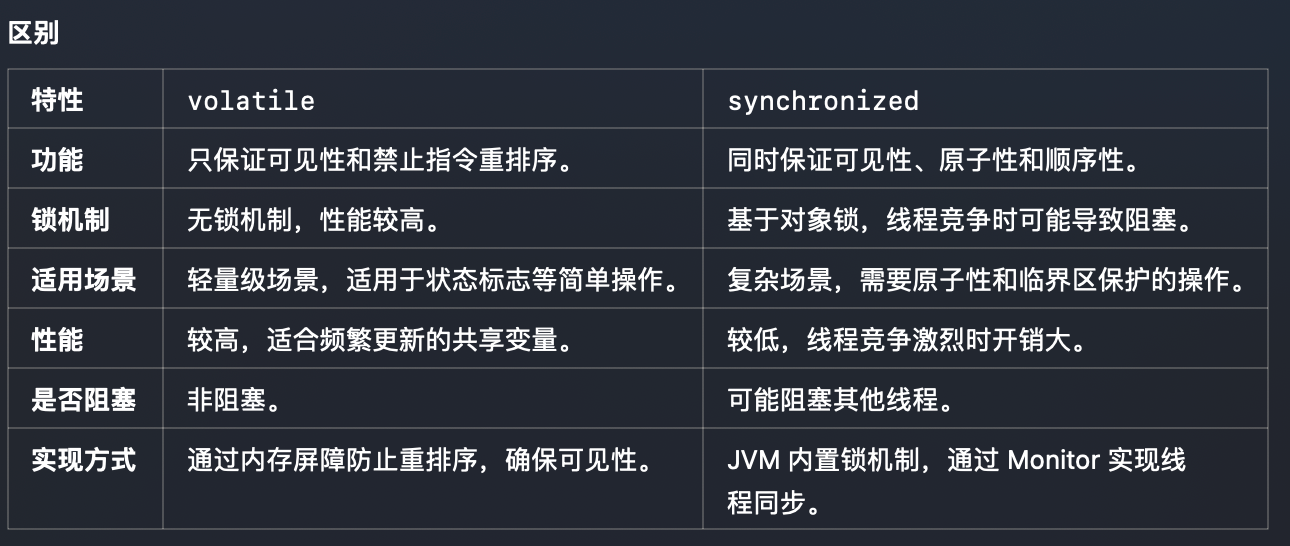 区别
特性 volatile synchronized
功能 只保证可见性和禁止指令重排序。 同时保证可见性、原子性和顺序性。
锁机制 无锁机制，性能较高。 基于对象锁，线程竞争时可能导致阻塞。
适用场景 轻量级场景，适用于状态标志等简单操作。 复杂场景，需要原子性和临界区保护的操作。
性能 较高，适合频繁更新的共享变量。 较低，线程竞争激烈时开销大。
是否阻塞 非阻塞。 可能阻塞其他线程。
实现方式 通过内存屏障防止重排序，确保可见性。 JVM 内置锁机制，通过 Monitor 实现线
程同步。